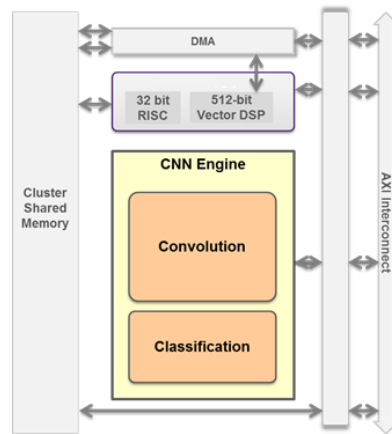 DMA
32 bit
RISC
512-bit
Vector DSP
CNN Engine
Cluster
Shared
Memory
Convolution
Classification
AXI Interconnect